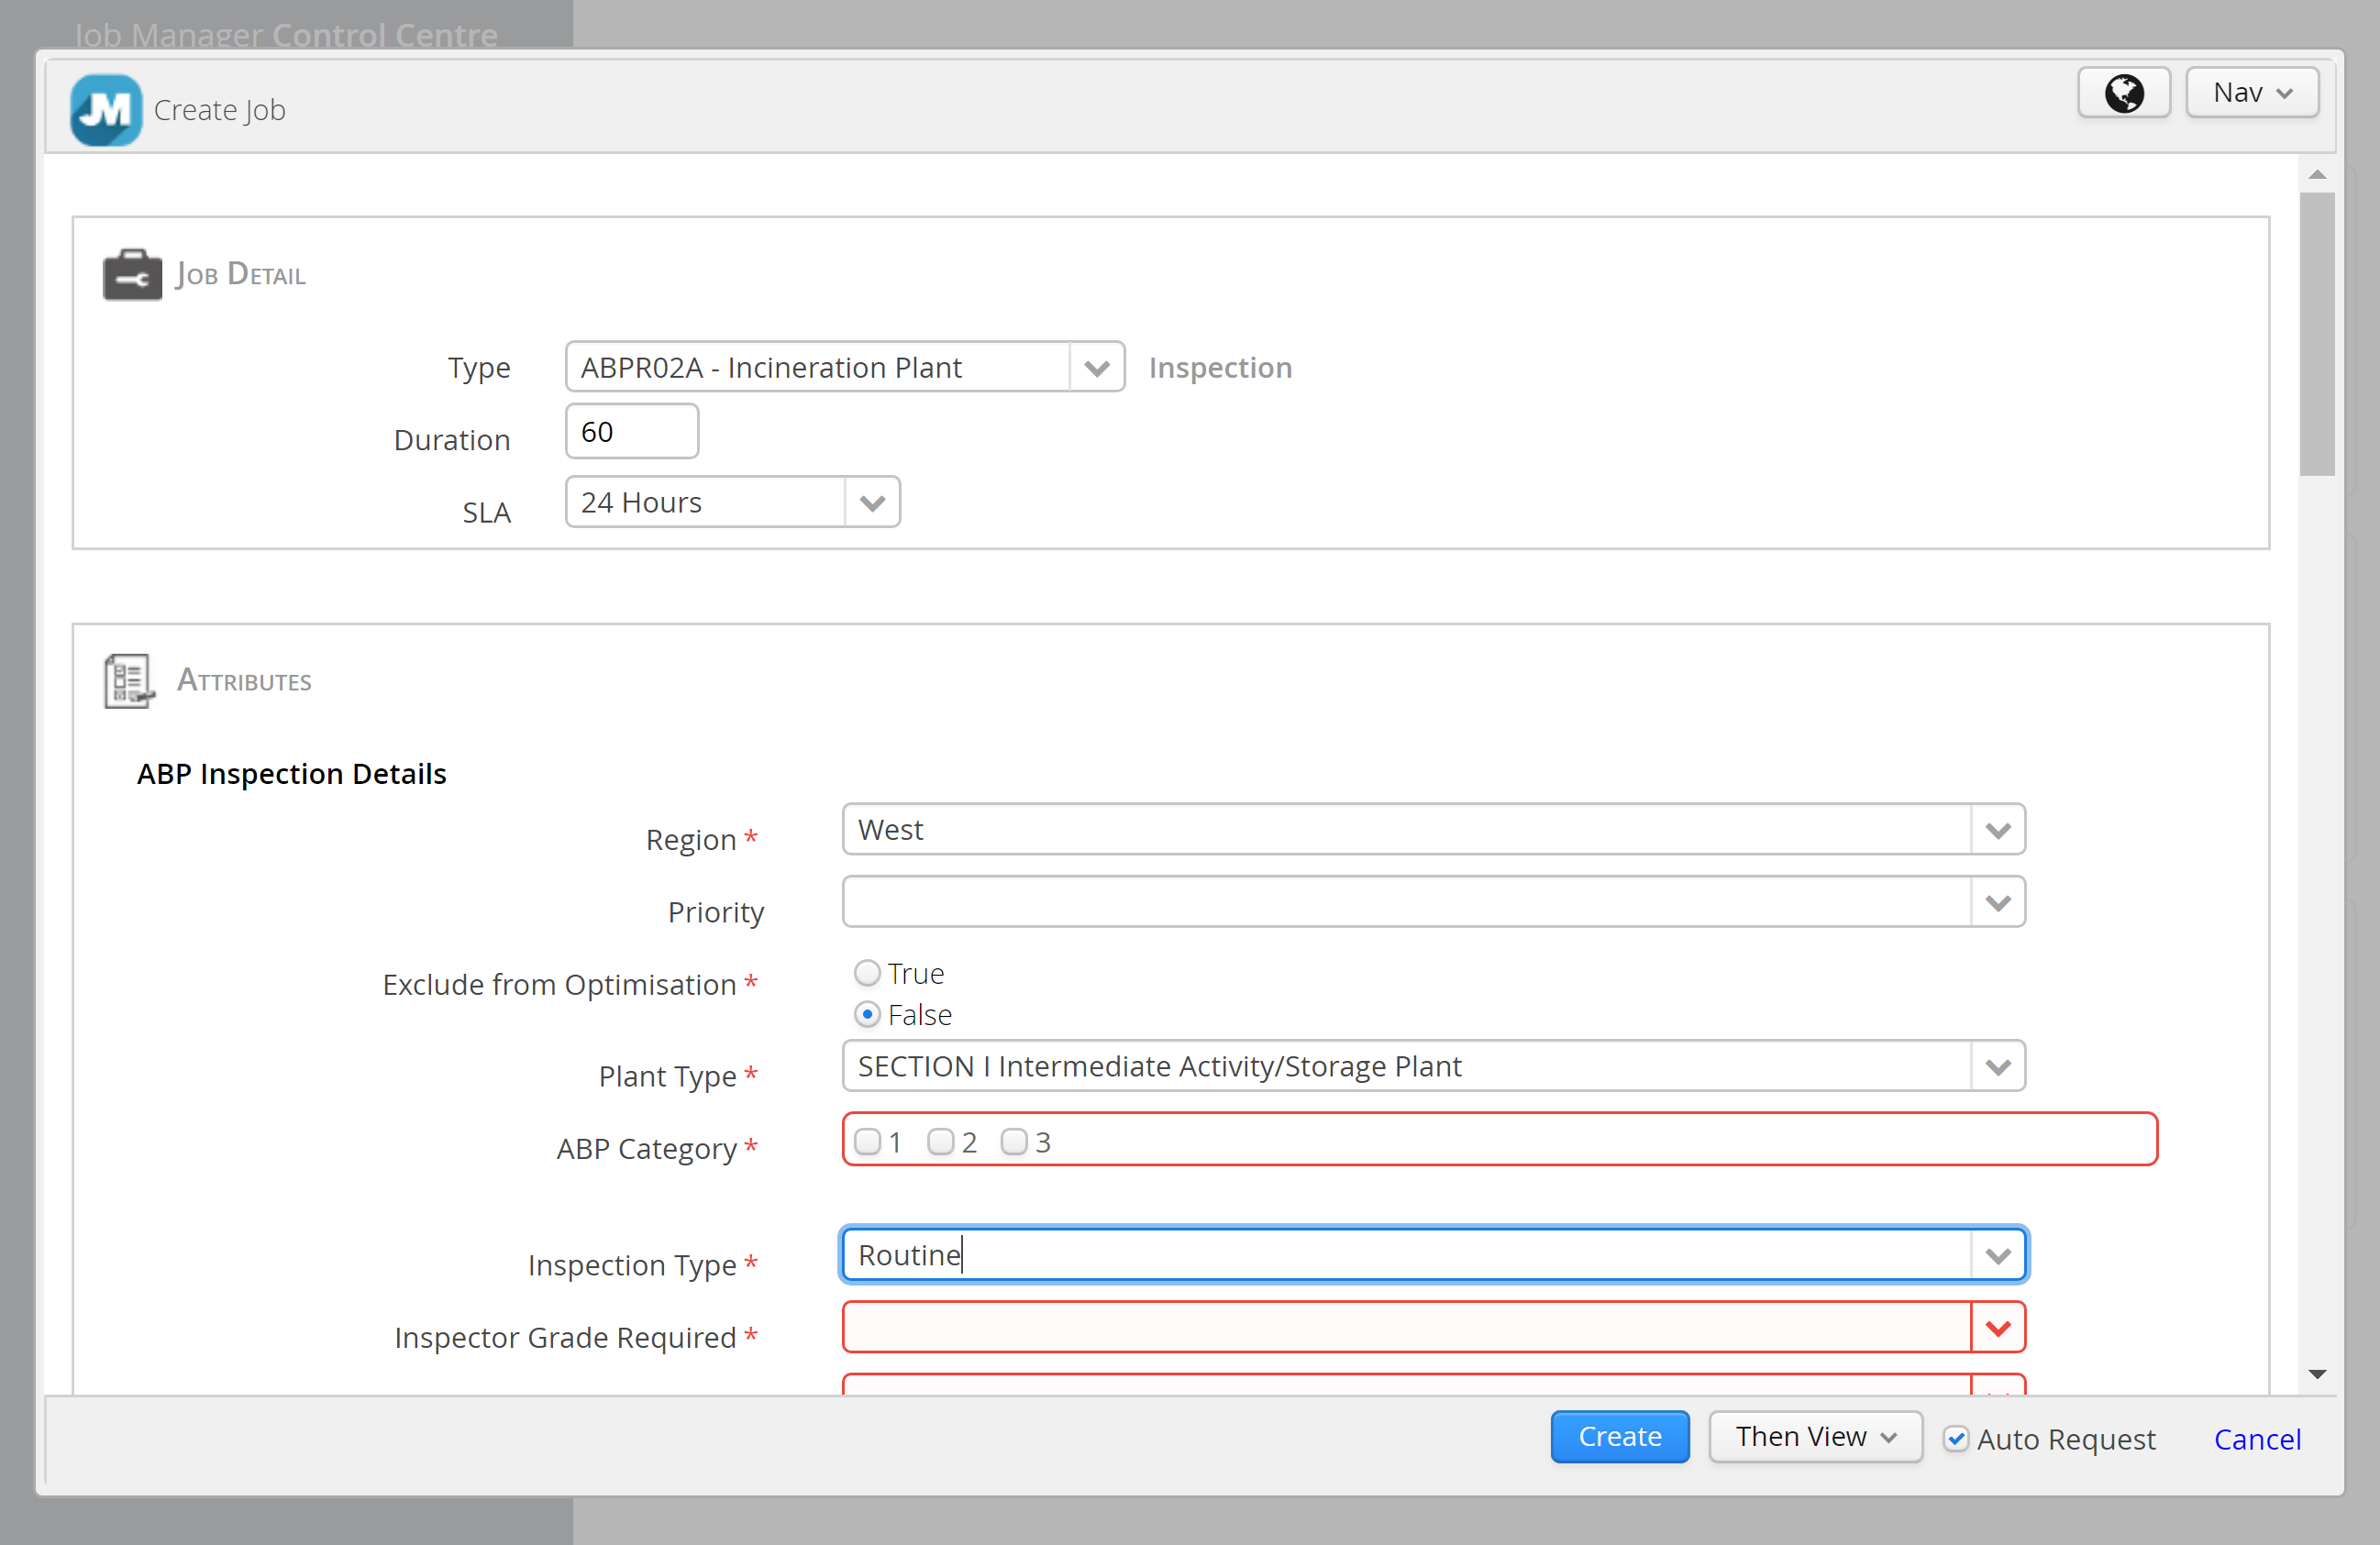 Job Manager Control Centre
JM Create Job
Nav
JOB DETAIL
Type ABPR02A - Incineration Plant Inspection
Duration 60
SLA 24 Hours
ATTRIBUTES
ABP Inspection Details
Region * West
Priority
Exclude from Optimisation * True
False
Plant Type * SECTION I Intermediate Activity/Storage Plant
ABP Category * 1 2 3
Inspection Type * Routine
Inspector Grade Required *
Create Then View Auto Request Cancel